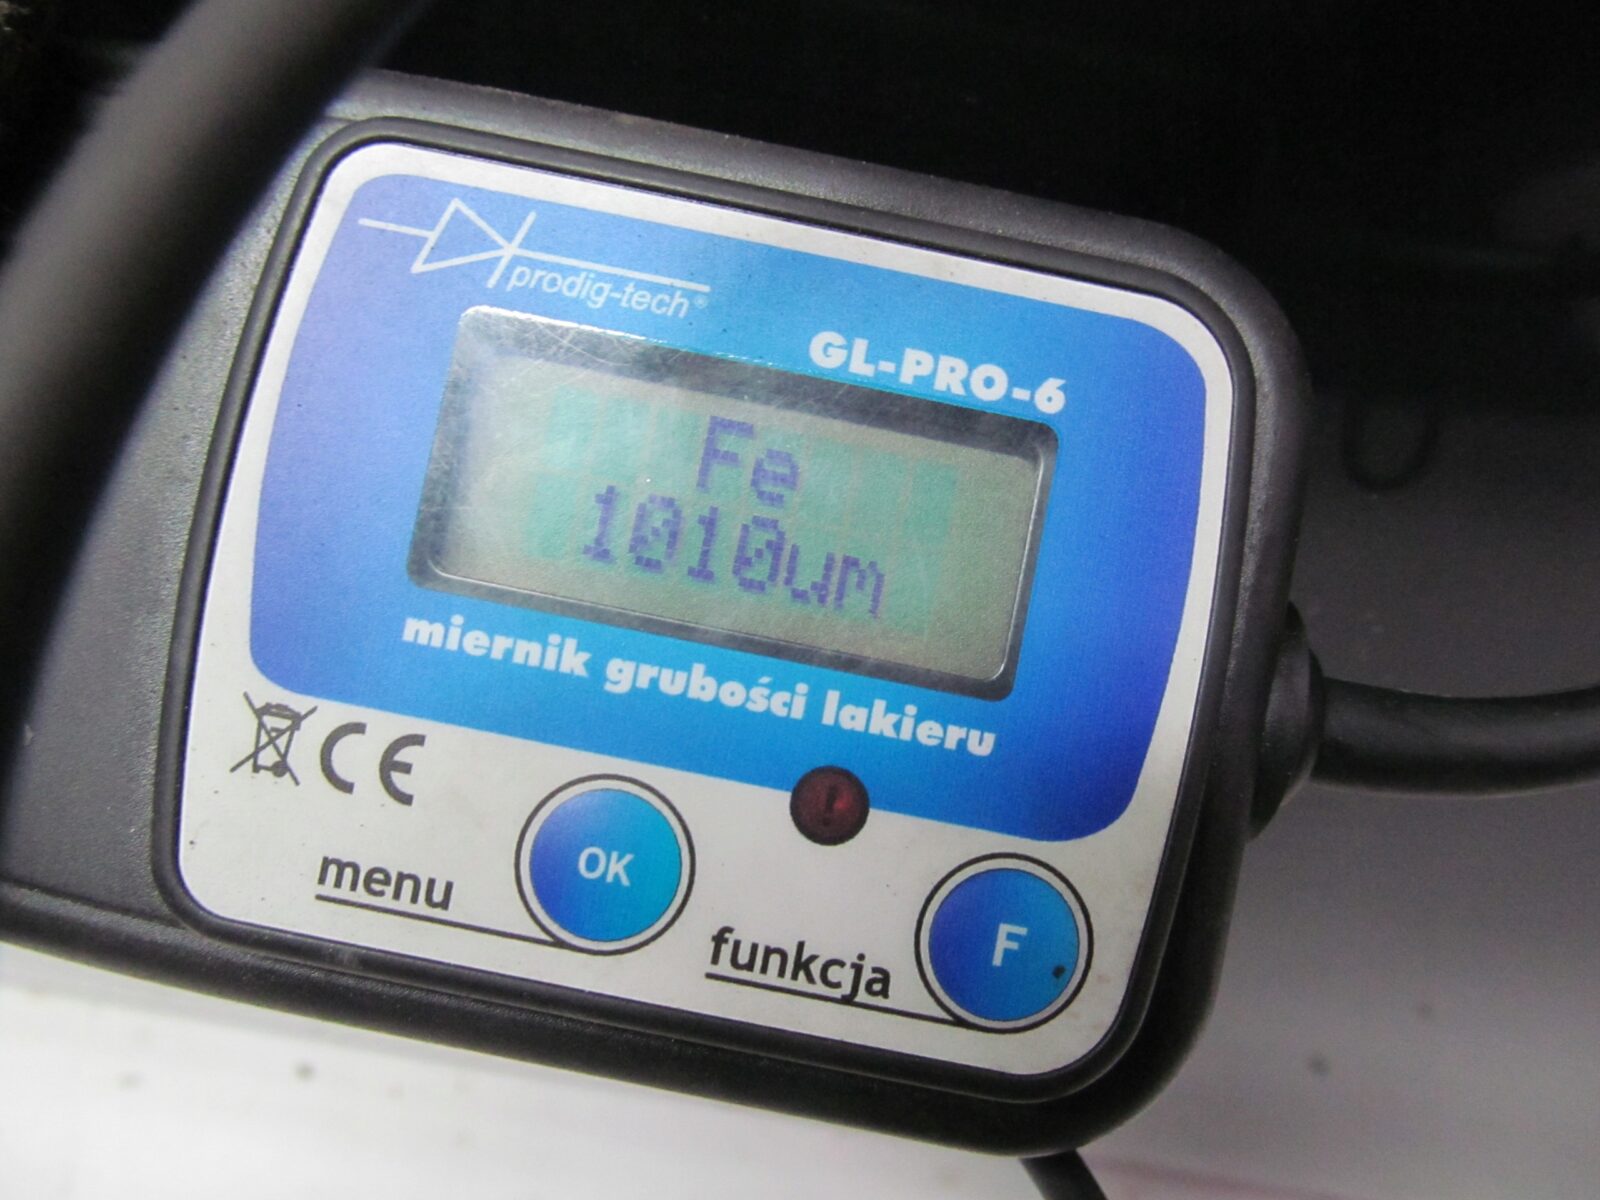 prodig-tech®
GL-PRO-6
Fe
1010um
miernik grubości lakieru
CE
menu
OK
!
funkcja
F